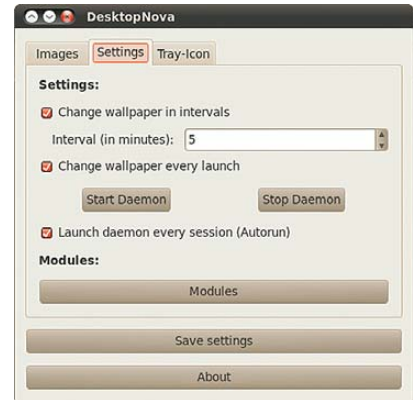 DesktopNova
Images Settings Tray-Icon
Settings:
Change wallpaper in intervals
Interval (in minutes): 5
Change wallpaper every launch
Start Daemon Stop Daemon
Launch daemon every session (Autorun)
Modules:
Modules
Save settings
About